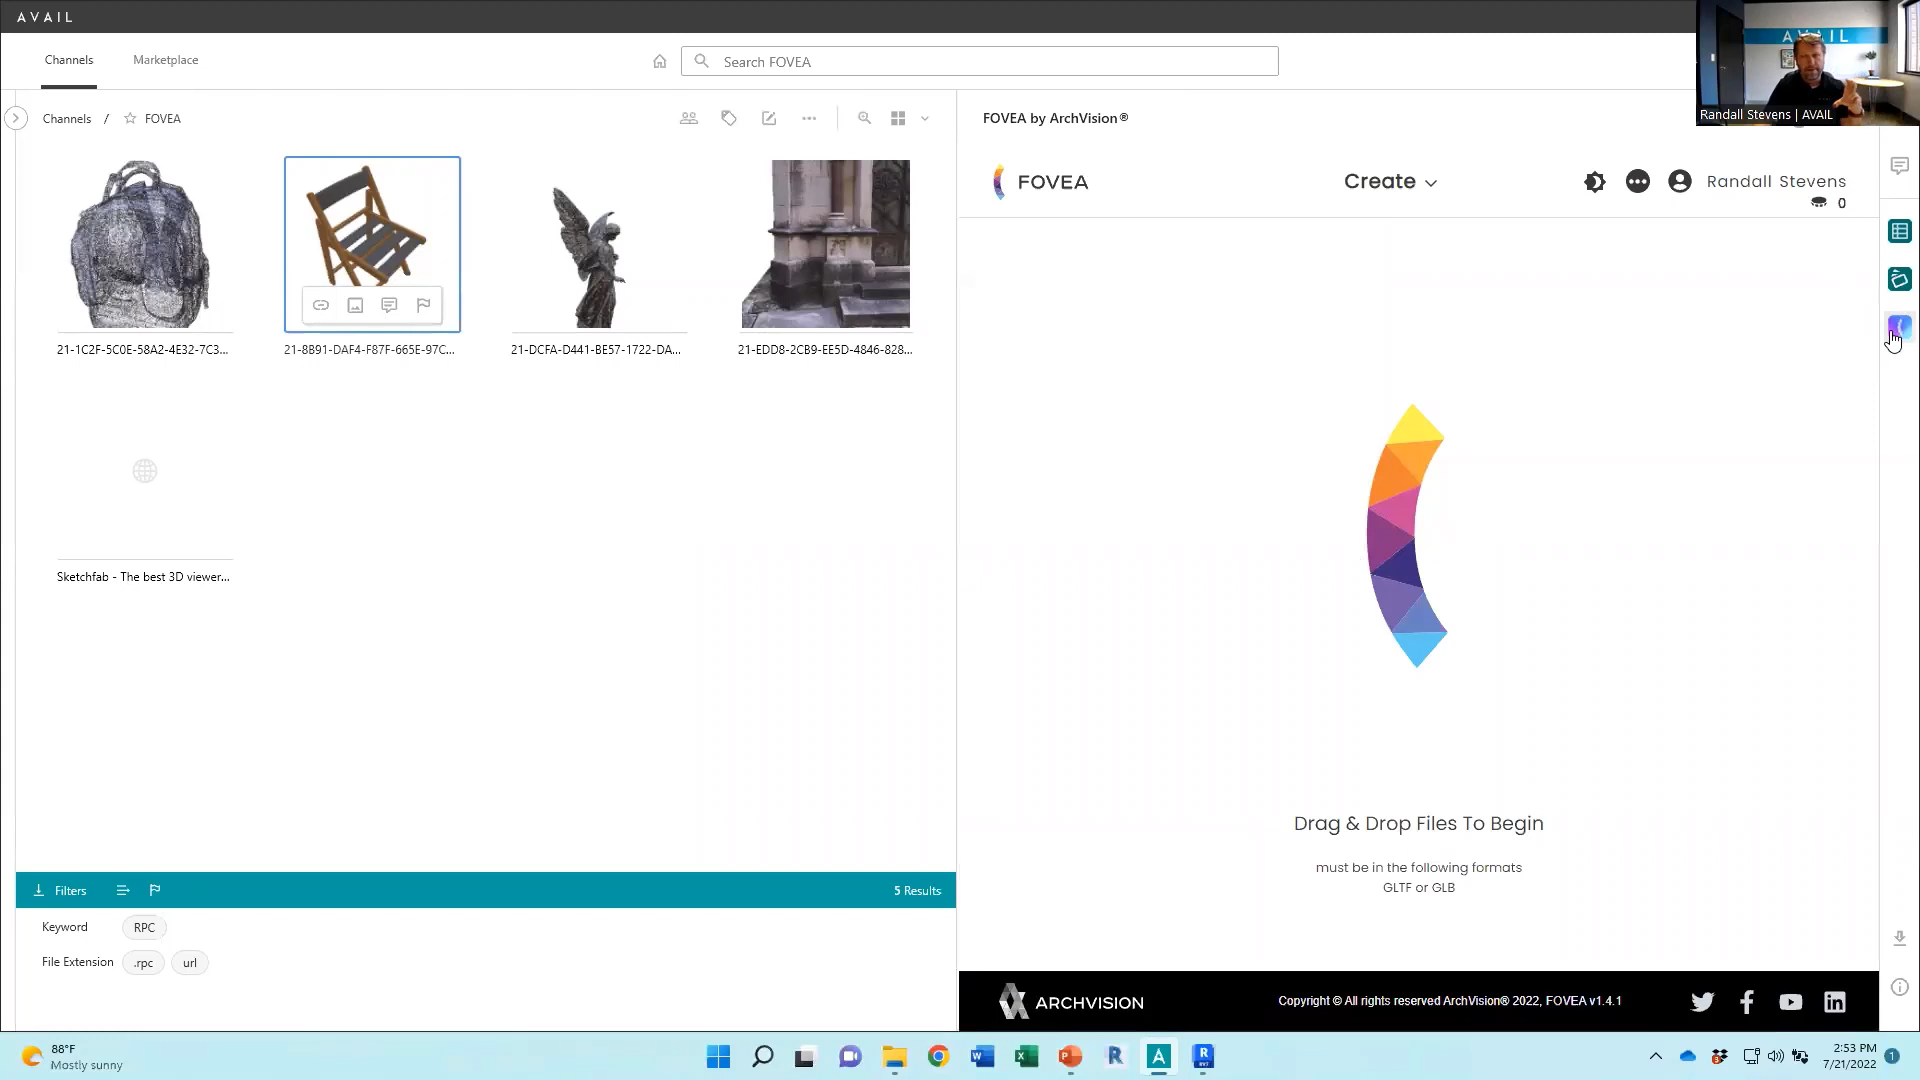 AVAIL
Channels
Marketplace
Search FOVEA
AVAIL
Randall Stevens | AVAIL
Channels / FOVEA
FOVEA by ArchVision®
FOVEA
Create
Randall Stevens
0
21-1C2F-5C0E-58A2-4E32-7C3...
21-8B91-DAF4-F87F-665E-97C...
21-DCFA-D441-BE57-1722-DA...
21-EDD8-2CB9-EE5D-4846-828...
Sketchfab - The best 3D viewer...
Drag & Drop Files To Begin
must be in the following formats
GLTF or GLB
Filters
5 Results
Keyword
RPC
File Extension
.rpc
url
ARCHVISION
Copyright © All rights reserved ArchVision® 2022, FOVEA v1.4.1
88°F
Mostly sunny
2:53 PM
7/21/2022
1